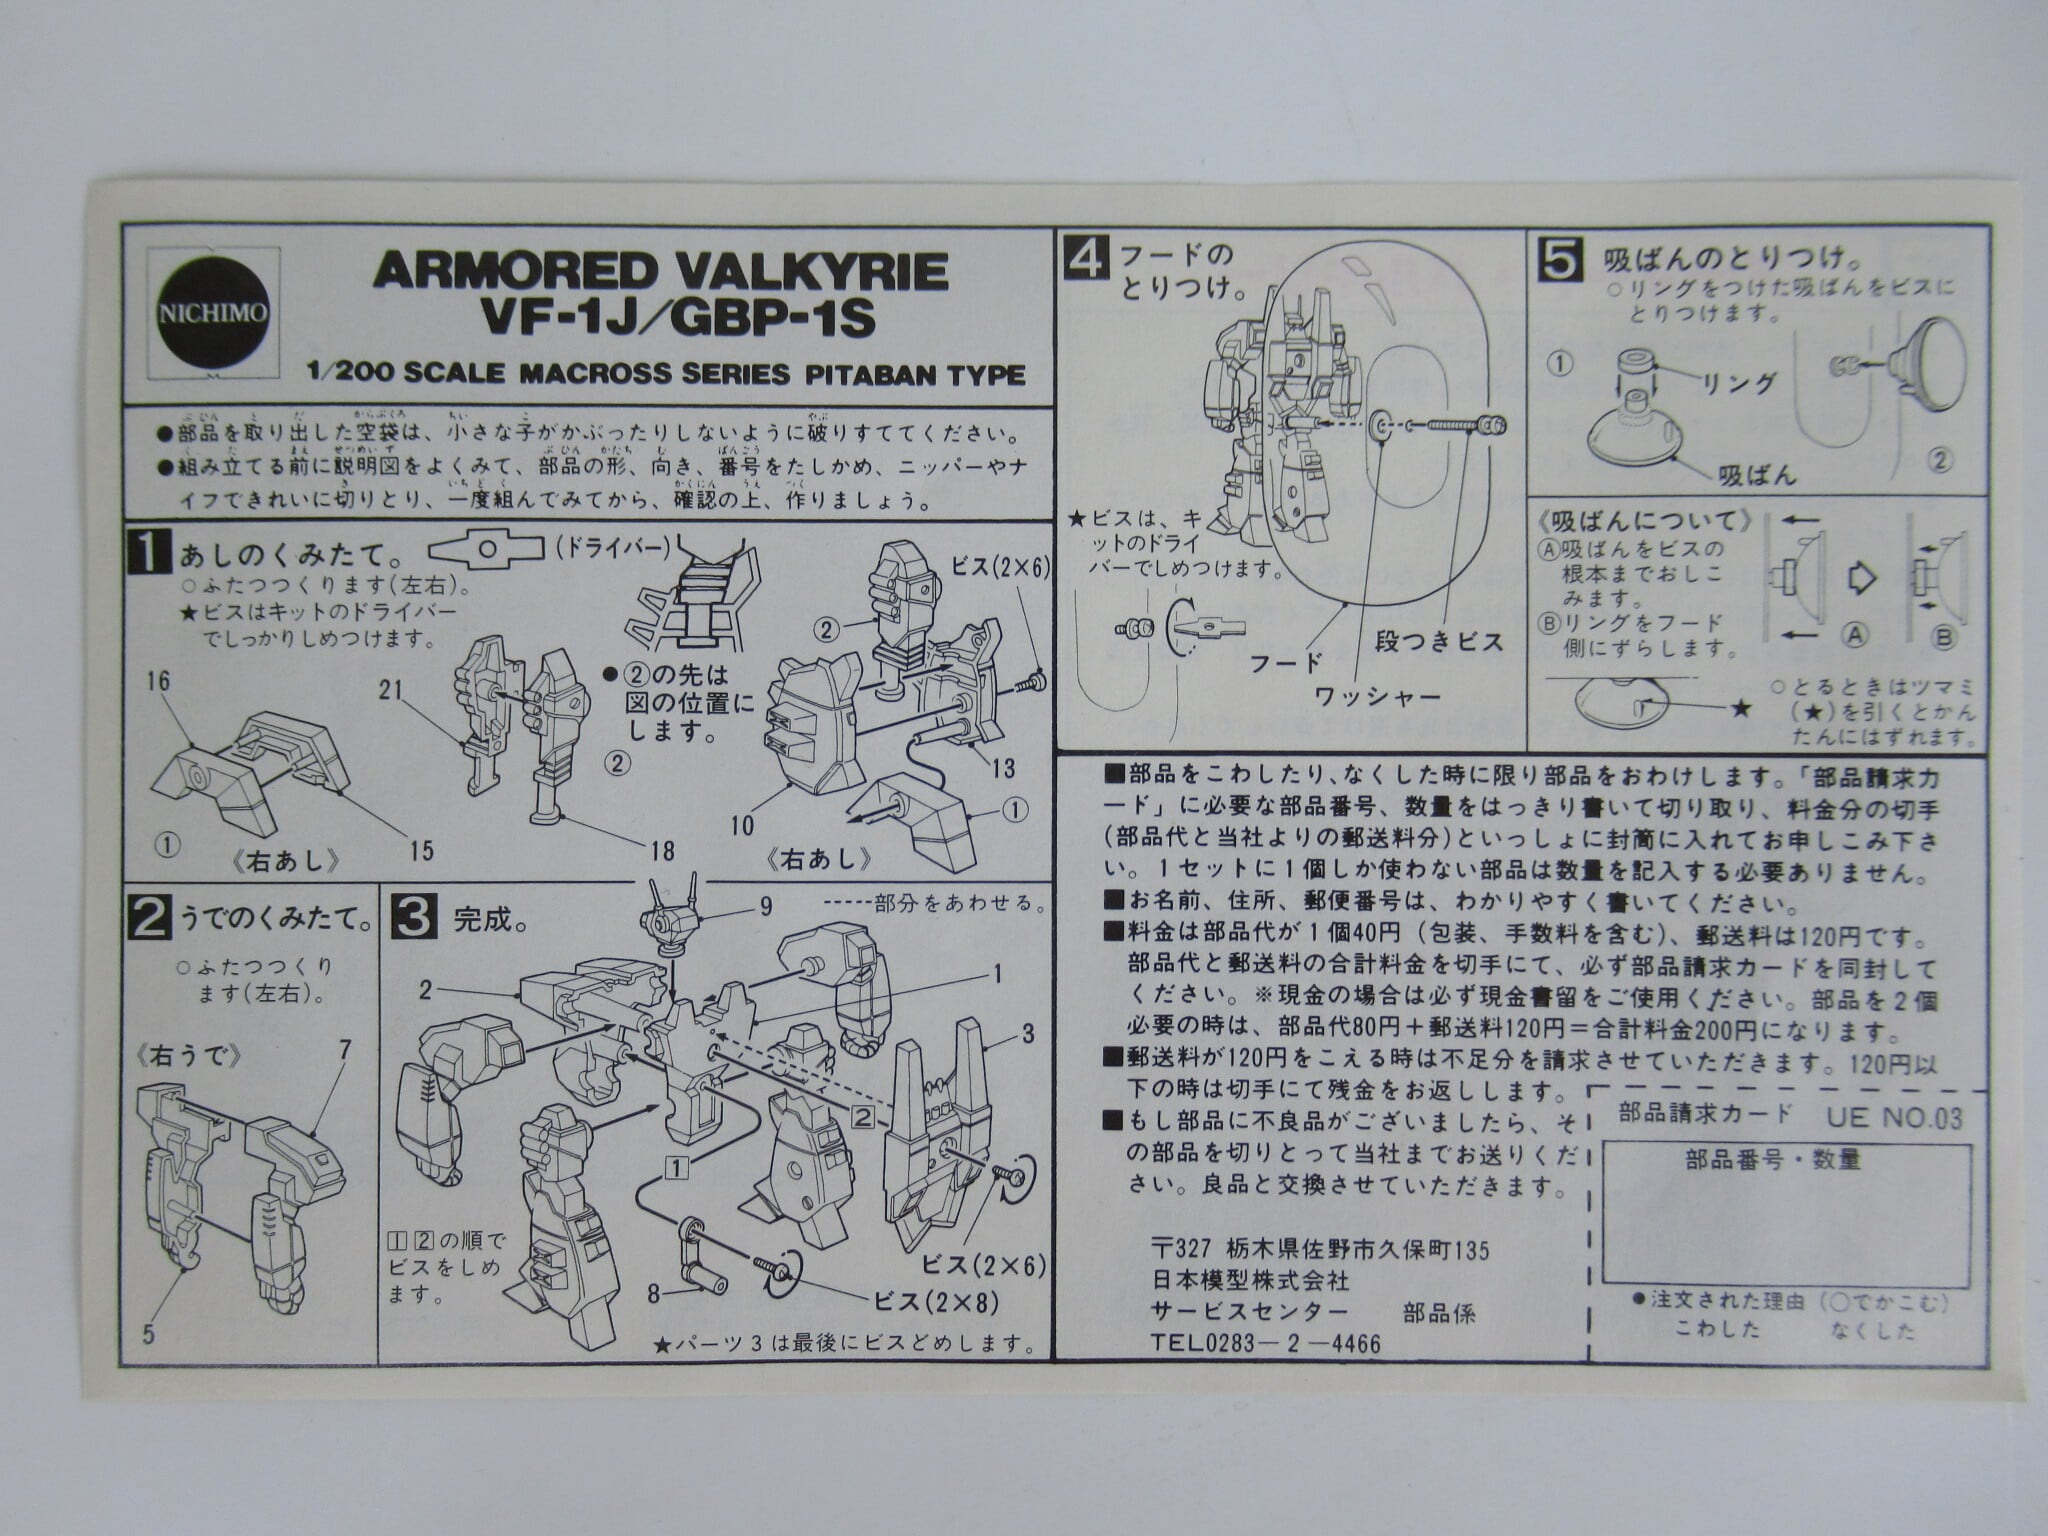 NICHIMO
ARMORED VALKYRIE
VF-1J/GBP-1S
1/200 SCALE MACROSS SERIES PITABAN TYPE
●部品を取り出した空袋は、小さな子がかぶったりしないように破りすててください。
●組み立てる前に説明図をよくみて、部品の形、向き、番号をたしかめ、ニッパーやナ
イフできれいに切りとり、一度組んでみてから、確認の上、作りましょう。
1 あしのくみたて。
(ドライバー)
○ふたつつくります(左右)。
★ビスはキットのドライバー
でしっかりしめつけます。
ビス(2×6)
②
16
21
●②の先は
図の位置に
します。
②
13
10
①
18
15
①
《右あし》
《右あし》
2 うでのくみたて。
○ふたつつくり
ます(左右)。
《右うで》
7
5
3 完成。
9
-----部分をあわせる。
2
1
3
2
1
1 2の順で
ビスをしめ
ます。
8
ビス(2×6)
ビス(2×8)
★パーツ3は最後にビスどめします。
4 フードの
とりつけ。
★ビスは、キ
ットのドライ
バーでしめつけます。
段つきビス
フード
ワッシャー
5 吸ばんのとりつけ。
○リングをつけた吸ばんをビスに
とりつけます。
①
リング
吸ばん
②
《吸ばんについて》
Ⓐ吸ばんをビスの
根本までおしこ
みます。
Ⓑリングをフード
側にずらします。
Ⓐ
Ⓑ
★
○とるときはツマミ
(★)を引くとかん
たんにはずれます。
■部品をこわしたり、なくした時に限り部品をおわけします。「部品請求カ
ード」に必要な部品番号、数量をはっきり書いて切り取り、料金分の切手
(部品代と当社よりの郵送料分)といっしょに封筒に入れてお申しこみ下さ
い。1セットに1個しか使わない部品は数量を記入する必要ありません。
■お名前、住所、郵便番号は、わかりやすく書いてください。
■料金は部品代が1個40円(包装、手数料を含む)、郵送料は120円です。
部品代と郵送料の合計料金を切手にて、必ず部品請求カードを同封して
ください。※現金の場合は必ず現金書留をご使用ください。部品を2個
必要の時は、部品代80円+郵送料120円=合計料金200円になります。
■郵送料が120円をこえる時は不足分を請求させていただきます。120円以
下の時は切手にて残金をお返しします。
■もし部品に不良品がございましたら、そ
の部品を切りとって当社までお送りくだ
さい。良品と交換させていただきます。
〒327 栃木県佐野市久保町135
日本模型株式会社
サービスセンター 部品係
TEL0283-2-4466
部品請求カード UE NO.03
部品番号・数量
●注文された理由(○でかこむ)
こわした なくした